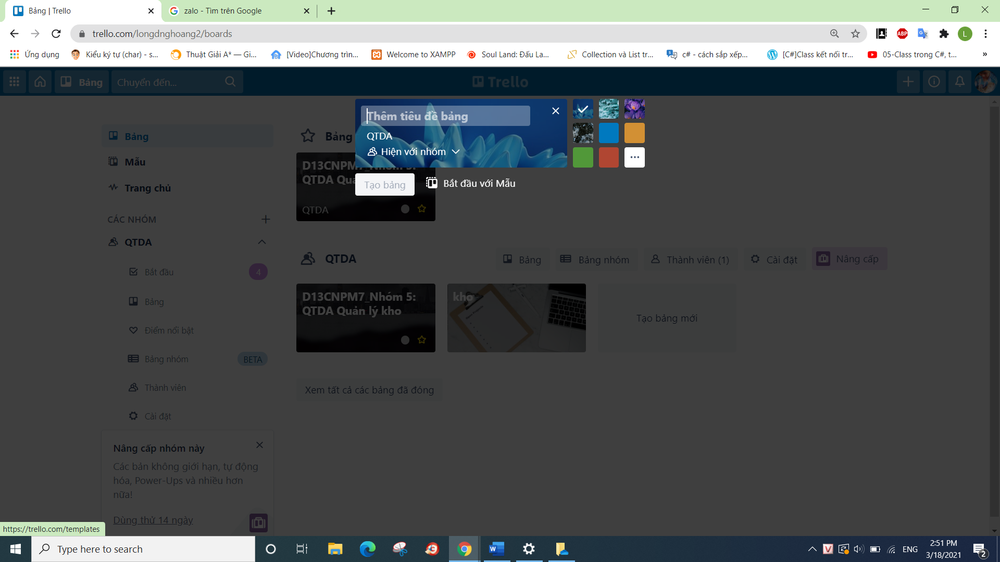 Bảng | Trello
zalo - Tìm trên Google
trello.com/longdnghoang2/boards
ABP
L
Ứng dụng
Kiểu ký tự (char) - s...
Thuật Giải A* — Gi...
[Video]Chương trìn...
Welcome to XAMPP
Soul Land: Đấu La...
Collection và List tr...
c# - cách sắp xếp...
[C#]Class kết nối tr...
05-Class trong C#, t...
»
Bảng
Chuyển đến...
Trello
Thêm tiêu đề bảng
QTDA
Hiện với nhóm
Tạo bảng
Bắt đầu với Mẫu
Bảng
Mẫu
Trang chủ
CÁC NHÓM
QTDA
Bắt đầu
4
Bảng
Điểm nổi bật
Bảng nhóm
BETA
Thành viên
Cài đặt
Nâng cấp nhóm này
Các bản không giới hạn, tự động
hóa, Power-Ups và nhiều hơn
nữa!
Dùng thử 14 ngày
Bảng
D13CNPM7_Nhóm 5:
QTDA Quả
QTDA
QTDA
Bảng
Bảng nhóm
Thành viên (1)
Cài đặt
Nâng cấp
D13CNPM7_Nhóm 5:
QTDA Quản lý kho
kho
Tạo bảng mới
Xem tất cả các bảng đã đóng
https://trello.com/templates
Type here to search
ENG
2:51 PM
3/18/2021
2